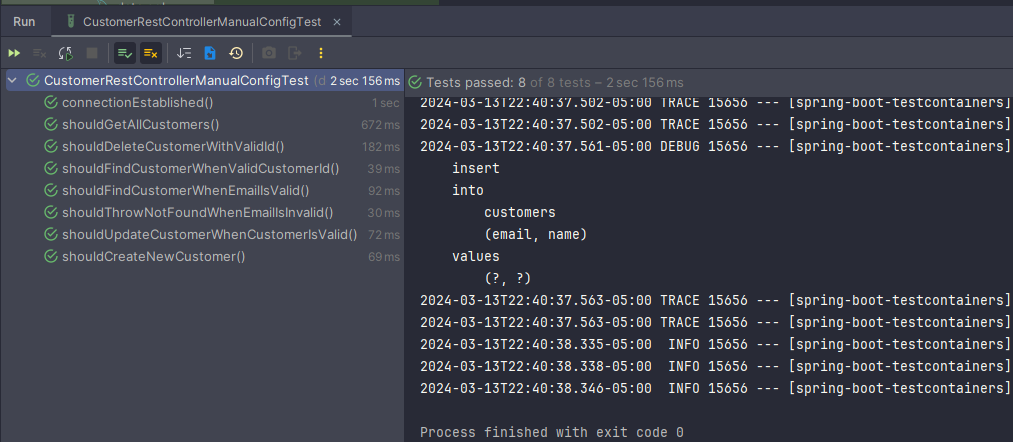 Run
CustomerRestControllerManualConfigTest
CustomerRestControllerManualConfigTest (d 2 sec 156 ms
connectionEstablished() 1 sec
shouldGetAllCustomers() 672 ms
shouldDeleteCustomerWithValidId() 182 ms
shouldFindCustomerWhenValidCustomerId() 39 ms
shouldFindCustomerWhenEmailIsValid() 92 ms
shouldThrowNotFoundWhenEmailIsInvalid() 30 ms
shouldUpdateCustomerWhenCustomerIsValid() 72 ms
shouldCreateNewCustomer() 69 ms
Tests passed: 8 of 8 tests – 2 sec 156 ms
2024-03-13T22:40:37.502-05:00 TRACE 15656 --- [spring-boot-testcontainers]
2024-03-13T22:40:37.502-05:00 TRACE 15656 --- [spring-boot-testcontainers]
2024-03-13T22:40:37.561-05:00 DEBUG 15656 --- [spring-boot-testcontainers]
insert
into
customers
(email, name)
values
(?, ?)
2024-03-13T22:40:37.563-05:00 TRACE 15656 --- [spring-boot-testcontainers]
2024-03-13T22:40:37.563-05:00 TRACE 15656 --- [spring-boot-testcontainers]
2024-03-13T22:40:38.335-05:00 INFO 15656 --- [spring-boot-testcontainers]
2024-03-13T22:40:38.338-05:00 INFO 15656 --- [spring-boot-testcontainers]
2024-03-13T22:40:38.346-05:00 INFO 15656 --- [spring-boot-testcontainers]
Process finished with exit code 0